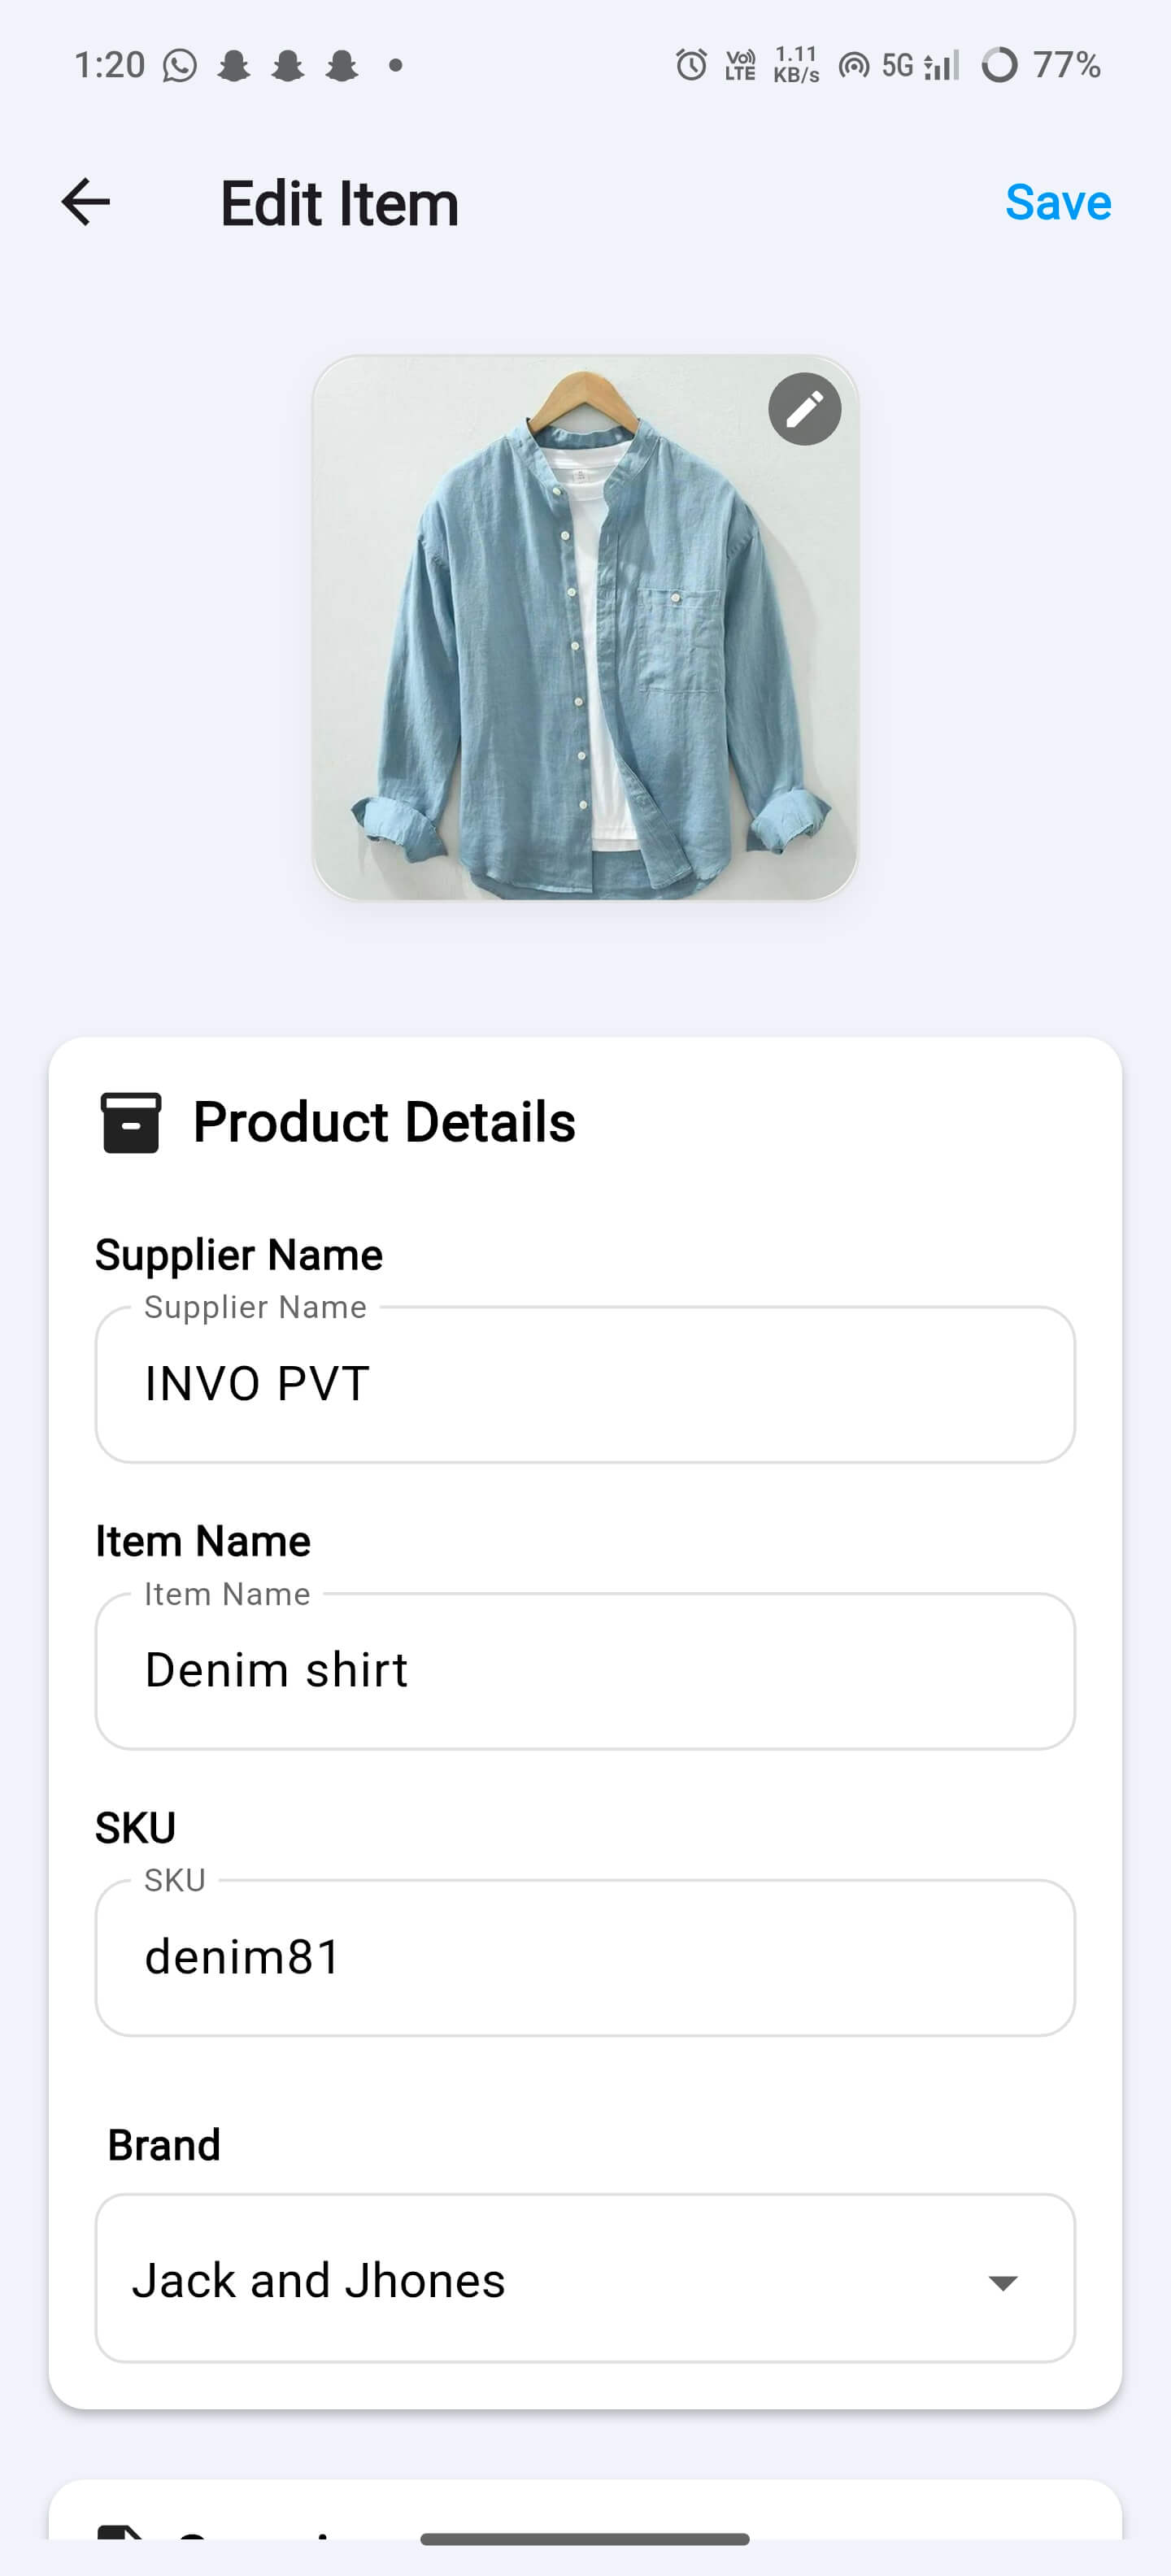 1:20
Vo)) LTE
1.11 KB/s
5G
77%
Edit Item
Save
Product Details
Supplier Name
Supplier Name
INVO PVT
Item Name
Item Name
Denim shirt
SKU
SKU
denim81
Brand
Jack and Jhones